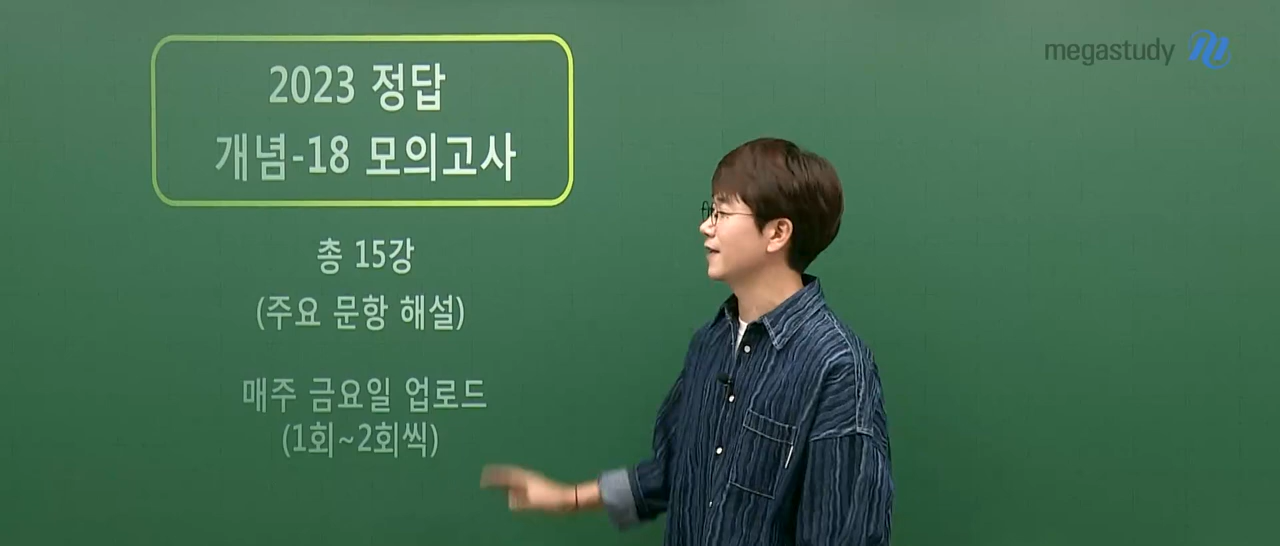 megastudy
2023 정답
개념-18 모의고사
총 15강
(주요 문항 해설)
매주 금요일 업로드
(1회~2회씩)